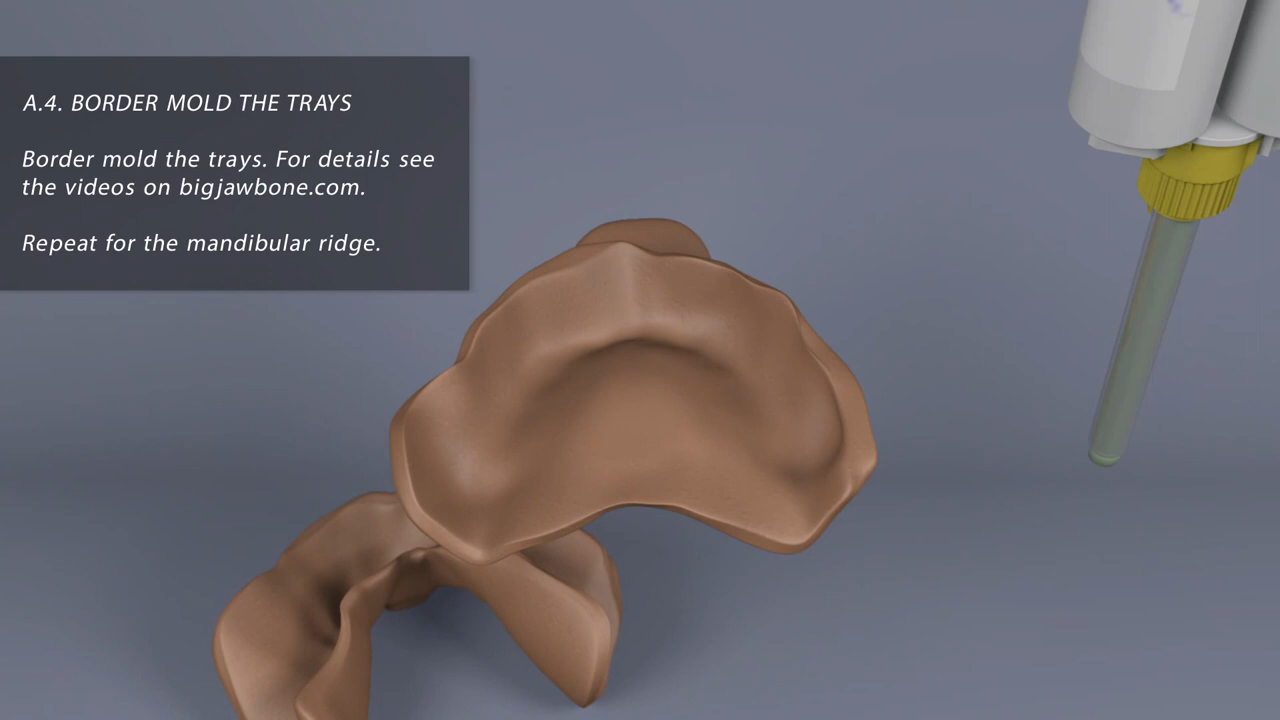 A.4. BORDER MOLD THE TRAYS
Border mold the trays. For details see
the videos on bigjawbone.com.
Repeat for the mandibular ridge.